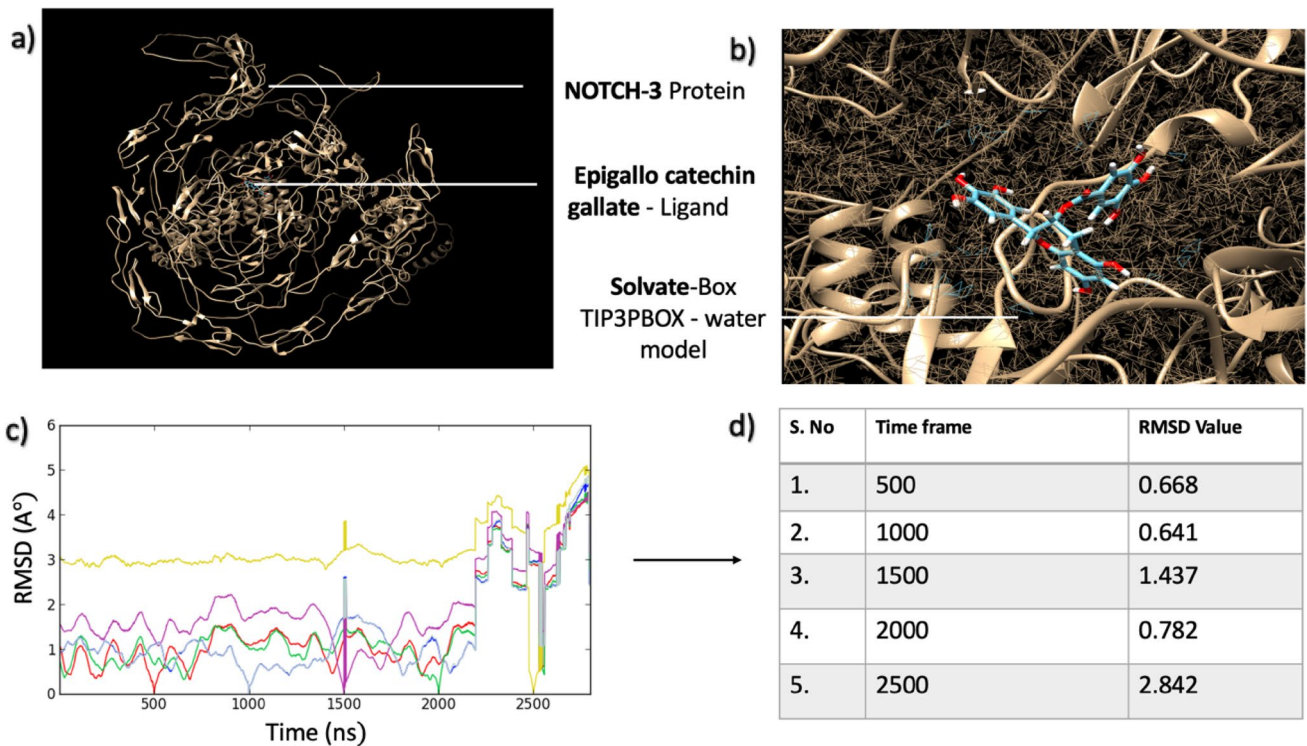 a)
NOTCH-3 Protein
Epigallo catechin
gallate - Ligand
Solvate-Box
TIP3PBOX - water
model
b)
c)
RMSD (A°)
6
5
4
3
2
1
0
500
1000
1500
2000
2500
Time (ns)
d)
S. No Time frame RMSD Value
1. 500 0.668
2. 1000 0.641
3. 1500 1.437
4. 2000 0.782
5. 2500 2.842